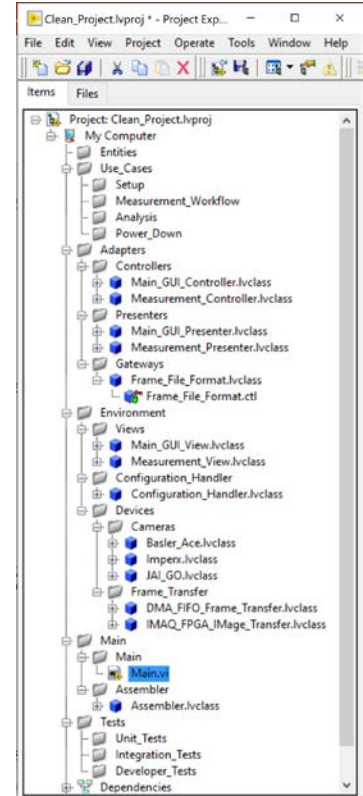 Clean_Project.lvproj * - Project Exp...
File Edit View Project Operate Tools Window Help
Items Files
Project: Clean_Project.lvproj
My Computer
Entities
Use_Cases
Setup
Measurement_Workflow
Analysis
Power_Down
Adapters
Controllers
Main_GUI_Controller.lvclass
Measurement_Controller.lvclass
Presenters
Main_GUI_Presenter.lvclass
Measurement_Presenter.lvclass
Gateways
Frame_File_Format.lvclass
Frame_File_Format.ctl
Environment
Views
Main_GUI_View.lvclass
Measurement_View.lvclass
Configuration_Handler
Configuration_Handler.lvclass
Devices
Cameras
Basler_Ace.lvclass
Imperx.lvclass
JAI_GO.lvclass
Frame_Transfer
DMA_FIFO_Frame_Transfer.lvclass
IMAQ_FPGA_IMage_Transfer.lvclass
Main
Main
Main.vi
Assembler
Assembler.lvclass
Tests
Unit_Tests
Integration_Tests
Developer_Tests
Dependencies